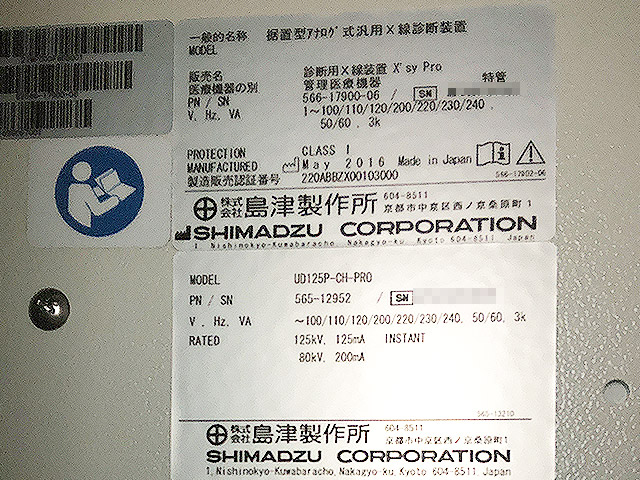 一般的名称 据置型アナログ式汎用X線診断装置
MODEL
販売名 診断用X線装置 X'sy Pro
医療機器の別 管理医療機器 特管
PN / SN 566-17900-06 / SN
V, Hz, VA 1~100/110/120/200/220/230/240,
50/60, 3k
PROTECTION CLASS I
MANUFACTURED May 2016 Made in Japan
製造販売認証番号 220ABBZX00103000
566-17902-06
株式会社 島津製作所 604-8511
京都市中京区西ノ京桑原町1
SHIMADZU CORPORATION
1, Nishinokyo-Kuwabaracho, Nakagyo-ku, Kyoto 604-8511 Japan
MODEL UD125P-CH-PRO
PN / SN 565-12952 / SN
V, Hz, VA ~100/110/120/200/220/230/240, 50/60, 3k
RATED 125kV, 125mA INSTANT
80kV, 200mA
565-13210
株式会社 島津製作所 604-8511
京都市中京区西ノ京桑原町1
SHIMADZU CORPORATION
1, Nishinokyo-Kuwabaracho, Nakagyo-ku, Kyoto 604-8511 Japan